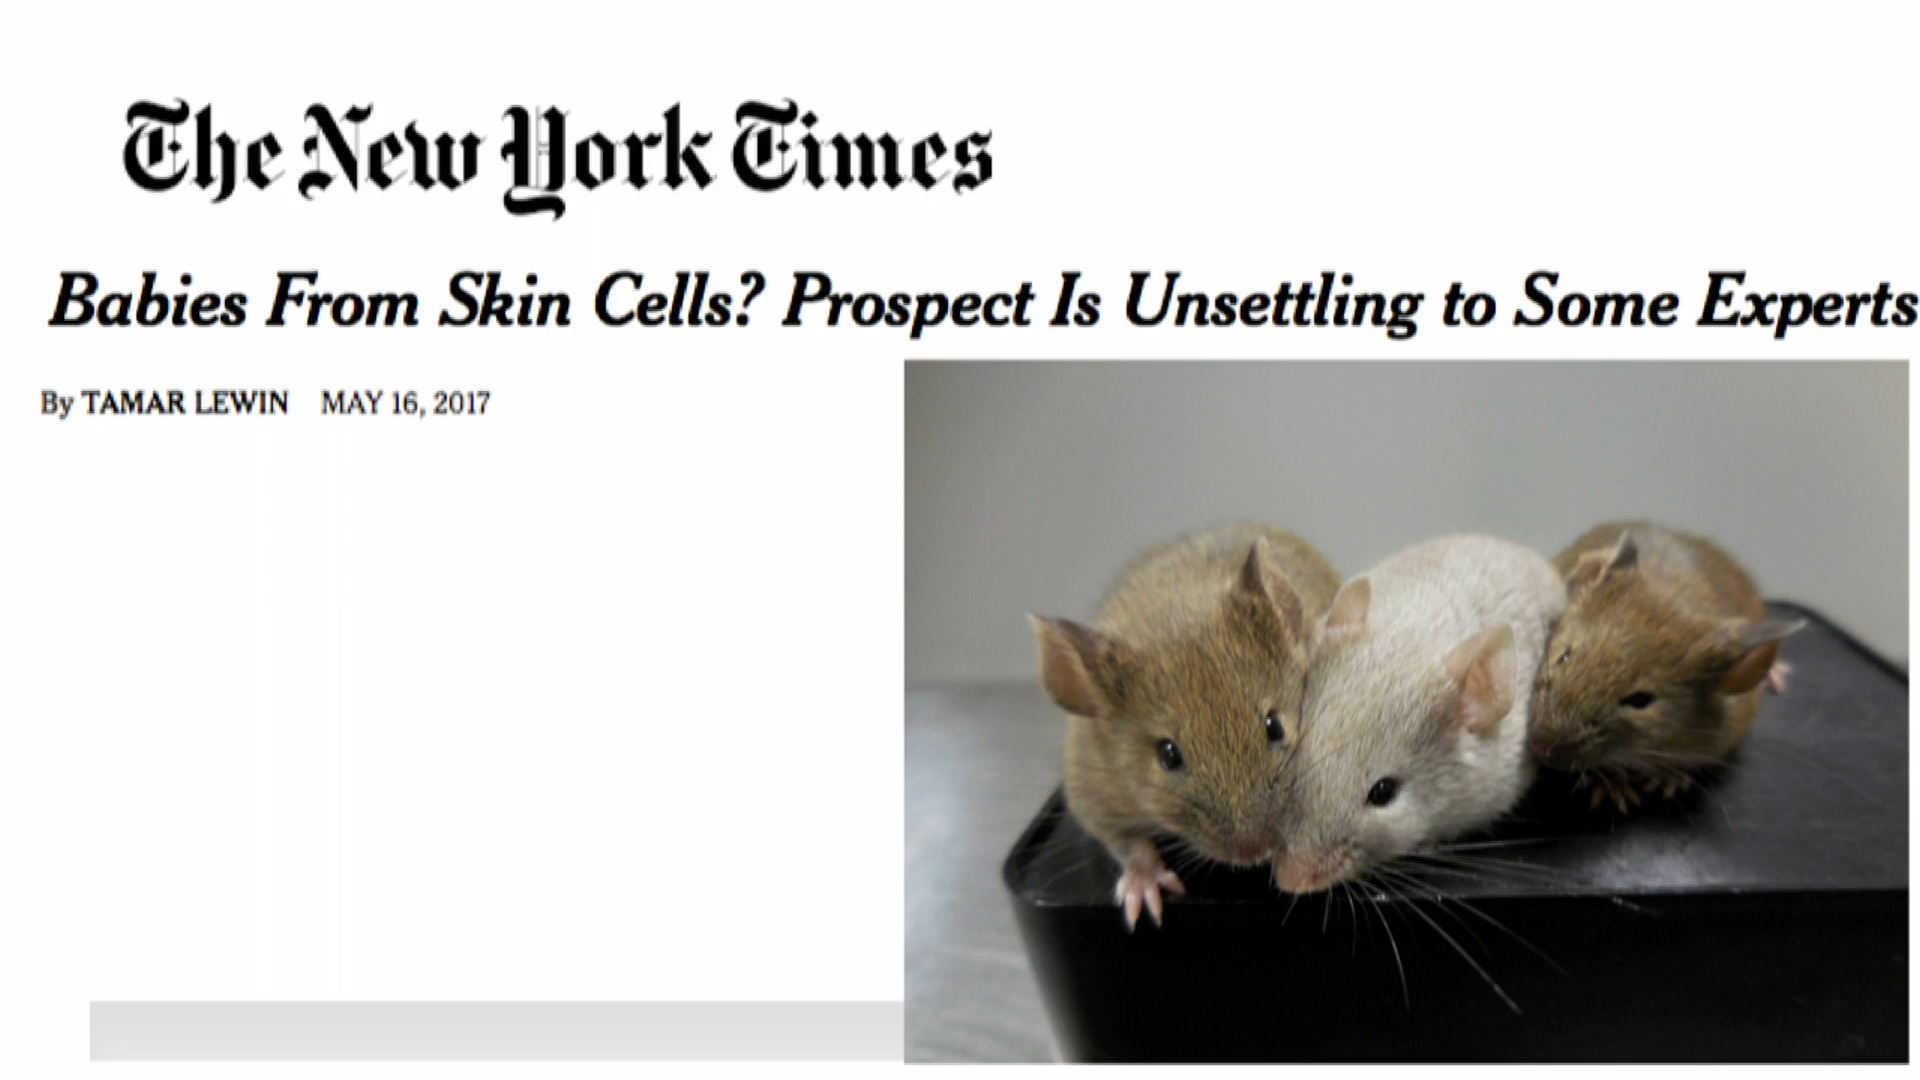 The New York Times
Babies From Skin Cells? Prospect Is Unsettling to Some Experts
By TAMAR LEWIN MAY 16, 2017